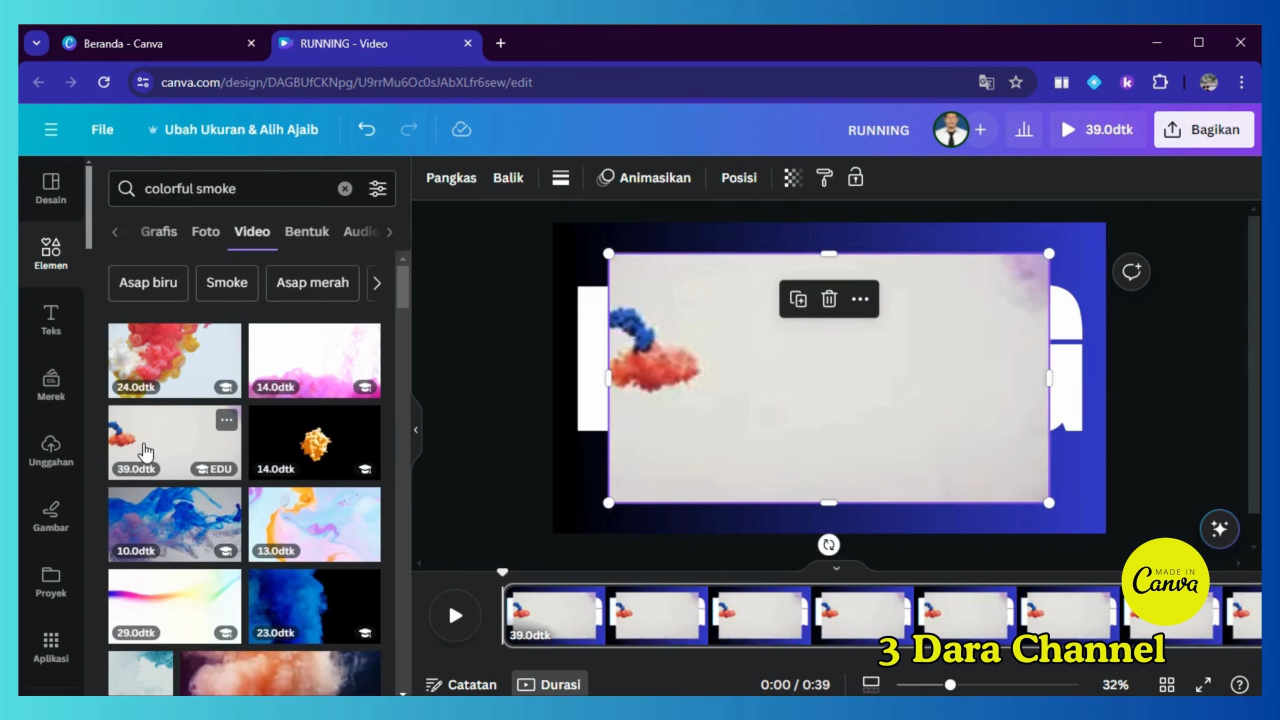 Beranda - Canva
RUNNING - Video
canva.com/design/DAGBUfCKNpg/U9rrMu6Oc0sJAbXLfr6sew/edit
File
Ubah Ukuran & Alih Ajaib
RUNNING
39.0dtk
Bagikan
Desain
Elemen
Teks
Merek
Unggahan
Gambar
Proyek
Aplikasi
colorful smoke
Grafis Foto Video Bentuk Audio
Asap biru Smoke Asap merah
24.0dtk
14.0dtk
39.0dtk
EDU
14.0dtk
10.0dtk
13.0dtk
29.0dtk
23.0dtk
Pangkas Balik Animasikan Posisi
39.0dtk
MADE IN
Canva
3 Dara Channel
Catatan Durasi 0:00 / 0:39 32%